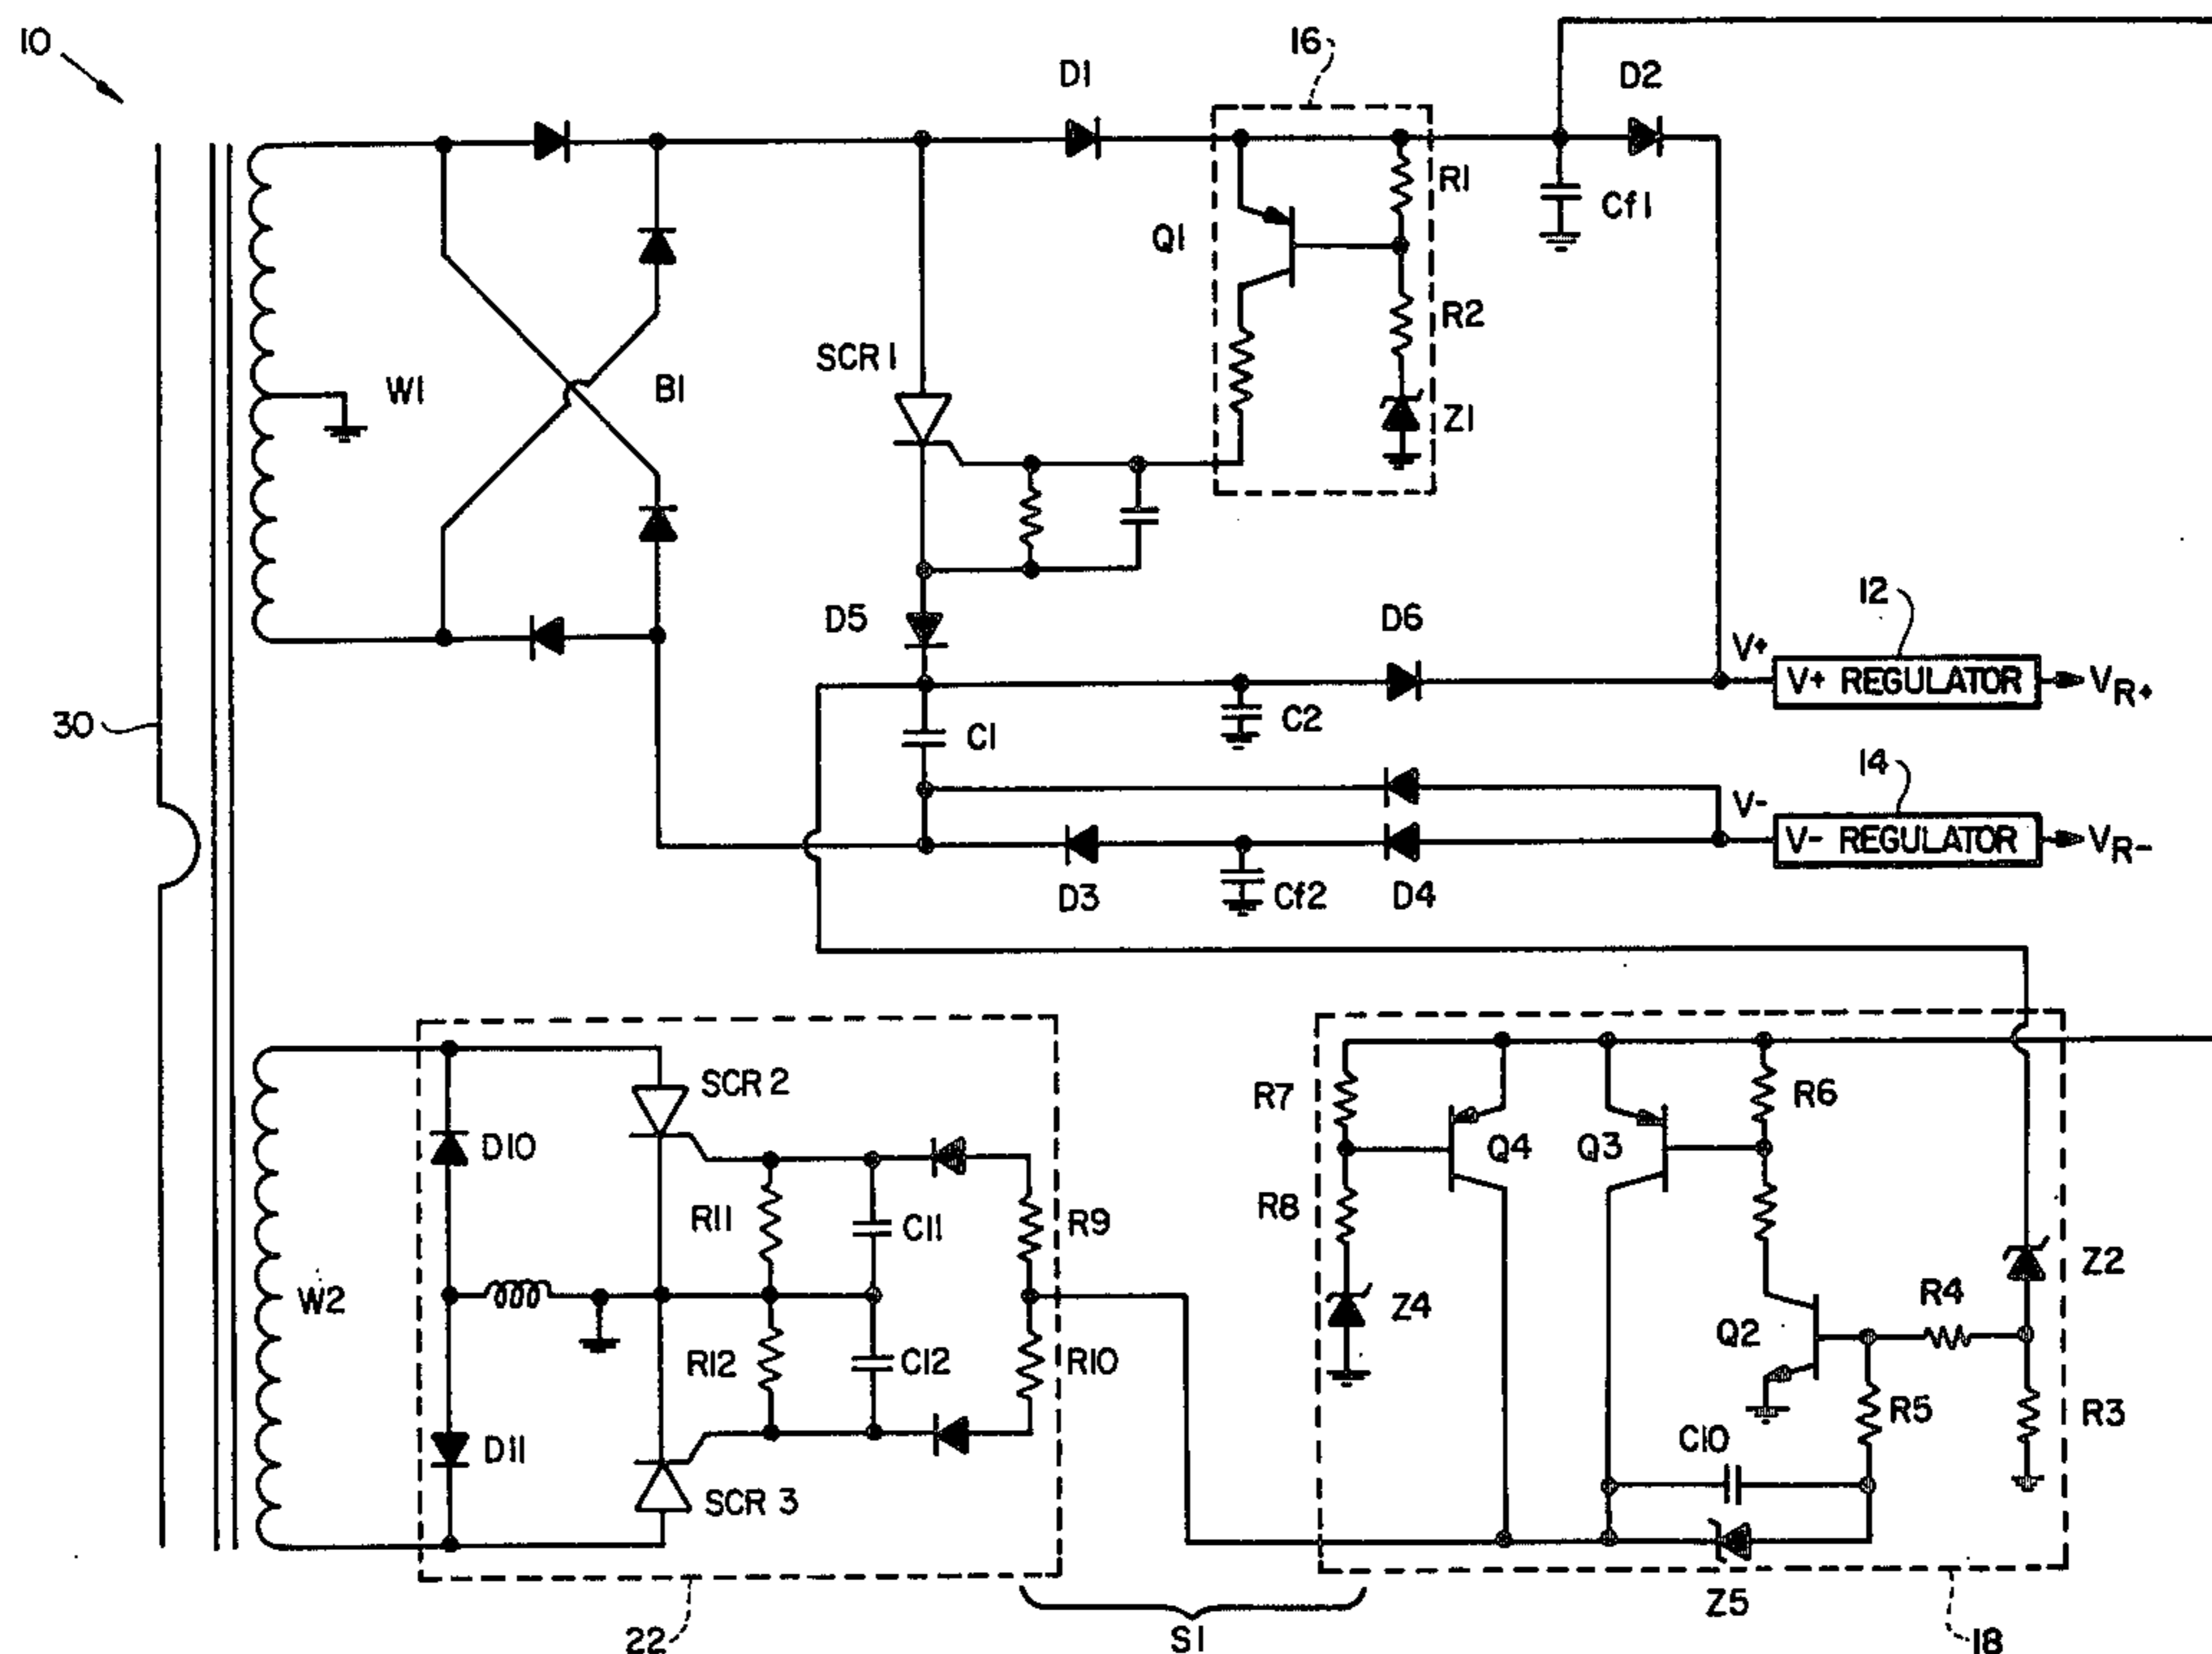 10
16
D1
D2
R1
Cf1
Q1
R2
SCR1
W1
B1
Z1
D5
D6
12
V+
V+ REGULATOR
VR+
30
C1
C2
14
V-
V- REGULATOR
VR-
D3
Cf2
D4
SCR 2
R7
Q4
Q3
R6
D10
R11
C11
R9
R8
Z2
W2
Z4
R4
Q2
R12
C12
R10
R5
R3
D11
C10
SCR 3
Z5
22
S1
18